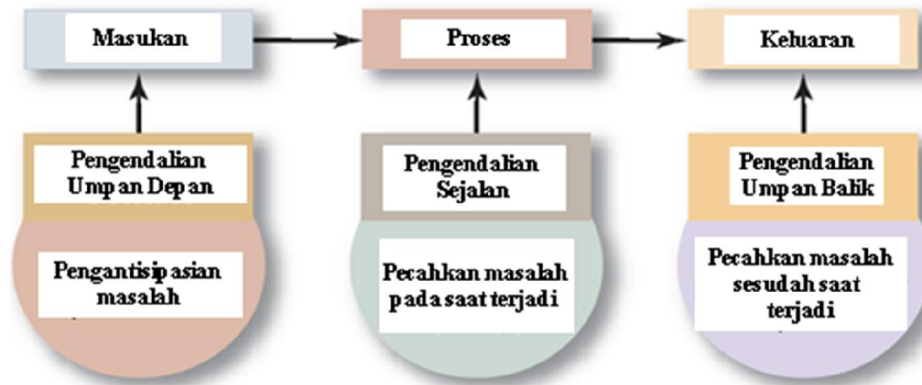 Masukan
Proses
Keluaran
Pengendalian
Umpan Depan
Pengendalian
Sejalan
Pengendalian
Umpan Balik
Pengantisipasian
masalah
Pecahkan masalah
pada saat terjadi
Pecahkan masalah
sesudah saat
terjadi